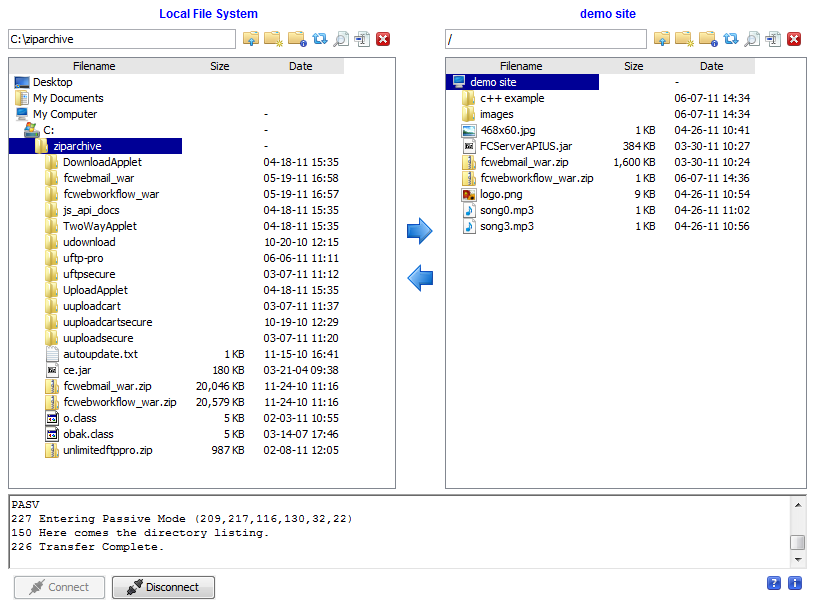 Local File System
C:\ziparchive
Filename Size Date
Desktop
My Documents
My Computer -
C: -
ziparchive -
DownloadApplet 04-18-11 15:35
fcwebmail_war 05-19-11 16:58
fcwebworkflow_war 05-19-11 16:57
js_api_docs 04-18-11 15:35
TwoWayApplet 04-18-11 15:35
udownload 10-20-10 12:15
uftp-pro 06-06-11 11:11
uftpsecure 03-07-11 11:12
UploadApplet 04-18-11 15:35
uuploadcart 03-07-11 11:37
uuploadcartsecure 10-19-10 12:29
uuploadsecure 03-07-11 11:20
autoupdate.txt 1 KB 11-15-10 16:41
ce.jar 180 KB 03-21-04 09:38
fcwebmail_war.zip 20,046 KB 11-24-10 11:16
fcwebworkflow_war.zip 20,579 KB 11-24-10 11:16
o.class 5 KB 02-03-11 10:55
obak.class 5 KB 03-14-07 17:46
unlimitedftppro.zip 987 KB 02-08-11 12:05
demo site
/
Filename Size Date
demo site -
c++ example 06-07-11 14:34
images 06-07-11 14:34
468x60.jpg 1 KB 04-26-11 10:41
FCServerAPIUS.jar 384 KB 03-30-11 10:27
fcwebmail_war.zip 1,600 KB 03-30-11 10:24
fcwebworkflow_war.zip 1 KB 06-07-11 14:36
logo.png 9 KB 04-26-11 10:54
song0.mp3 1 KB 04-26-11 11:02
song3.mp3 1 KB 04-26-11 10:56
PASV
227 Entering Passive Mode (209,217,116,130,32,22)
150 Here comes the directory listing.
226 Transfer Complete.
Connect Disconnect